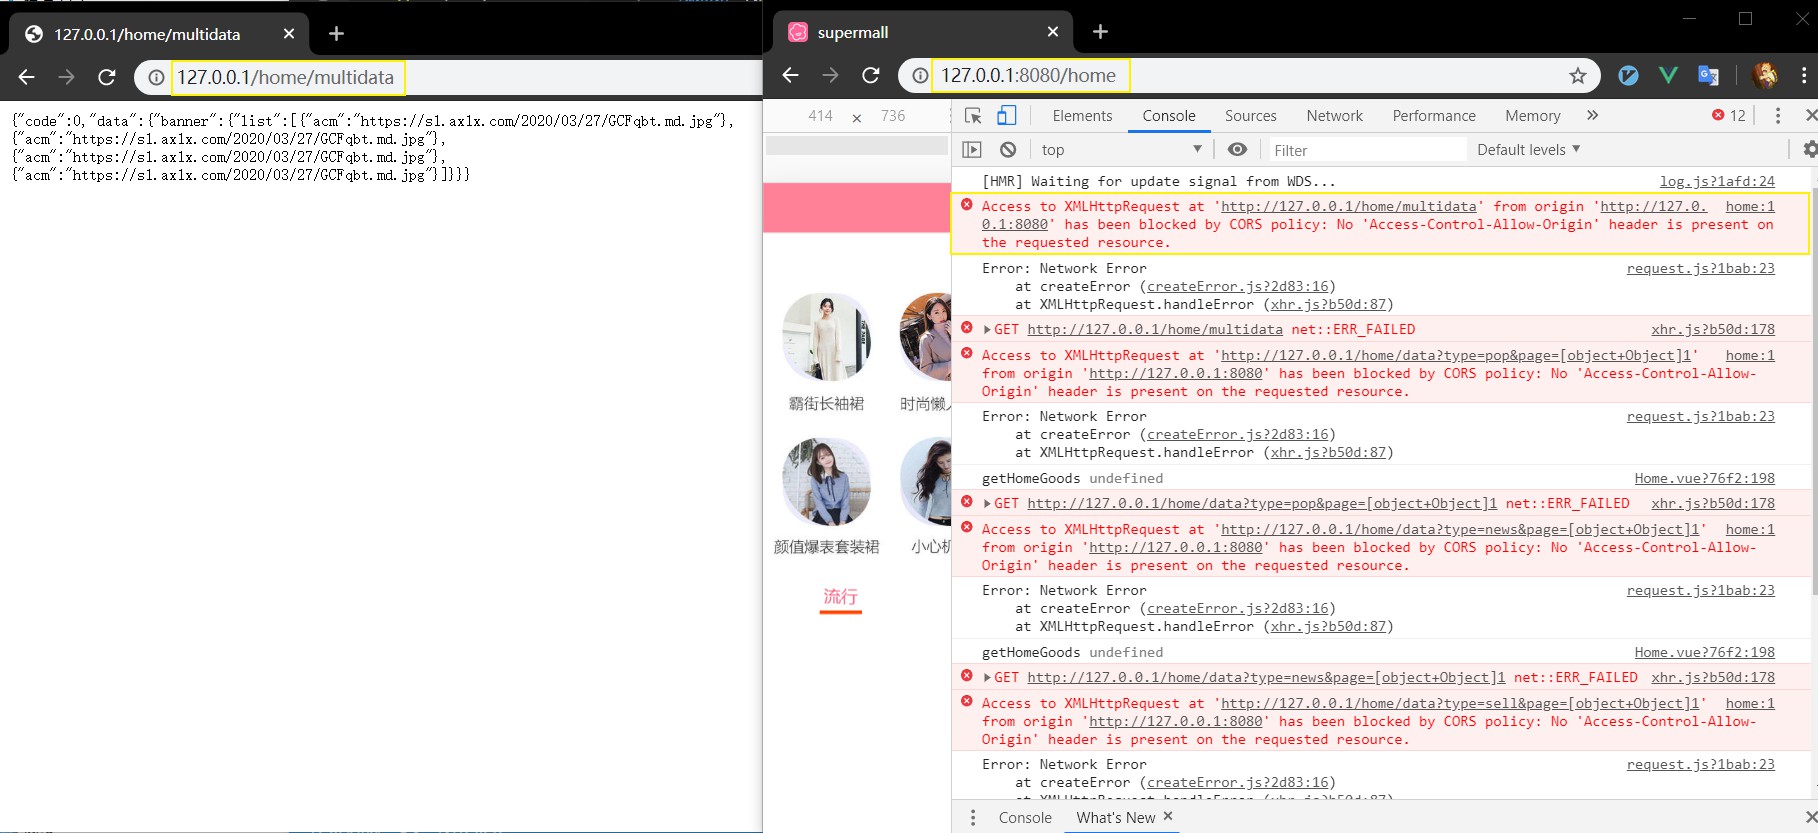 127.0.0.1/home/multidata
127.0.0.1/home/multidata
{"code":0,"data":{"banner":{"list":[{"acm":"https://s1.ax1x.com/2020/03/27/GCFqbt.md.jpg"},
{"acm":"https://s1.ax1x.com/2020/03/27/GCFqbt.md.jpg"},
{"acm":"https://s1.ax1x.com/2020/03/27/GCFqbt.md.jpg"},
{"acm":"https://s1.ax1x.com/2020/03/27/GCFqbt.md.jpg"}]}}}
supermall
127.0.0.1:8080/home
414 × 736
霸街长袖裙
时尚懒
颜值爆表套装裙
小心机
流行
Elements Console Sources Network Performance Memory » 12
top Filter Default levels ▼
[HMR] Waiting for update signal from WDS... log.js?1afd:24
Access to XMLHttpRequest at 'http://127.0.0.1/home/multidata' from origin 'http://127.0. home:1
0.1:8080' has been blocked by CORS policy: No 'Access-Control-Allow-Origin' header is present on
the requested resource.
Error: Network Error request.js?1bab:23
at createError (createError.js?2d83:16)
at XMLHttpRequest.handleError (xhr.js?b50d:87)
GET http://127.0.0.1/home/multidata net::ERR_FAILED xhr.js?b50d:178
Access to XMLHttpRequest at 'http://127.0.0.1/home/data?type=pop&page=[object+Object]1' home:1
from origin 'http://127.0.0.1:8080' has been blocked by CORS policy: No 'Access-Control-Allow-
Origin' header is present on the requested resource.
Error: Network Error request.js?1bab:23
at createError (createError.js?2d83:16)
at XMLHttpRequest.handleError (xhr.js?b50d:87)
getHomeGoods undefined Home.vue?76f2:198
GET http://127.0.0.1/home/data?type=pop&page=[object+Object]1 net::ERR_FAILED xhr.js?b50d:178
Access to XMLHttpRequest at 'http://127.0.0.1/home/data?type=news&page=[object+Object]1' home:1
from origin 'http://127.0.0.1:8080' has been blocked by CORS policy: No 'Access-Control-Allow-
Origin' header is present on the requested resource.
Error: Network Error request.js?1bab:23
at createError (createError.js?2d83:16)
at XMLHttpRequest.handleError (xhr.js?b50d:87)
getHomeGoods undefined Home.vue?76f2:198
GET http://127.0.0.1/home/data?type=news&page=[object+Object]1 net::ERR_FAILED xhr.js?b50d:178
Access to XMLHttpRequest at 'http://127.0.0.1/home/data?type=sell&page=[object+Object]1' home:1
from origin 'http://127.0.0.1:8080' has been blocked by CORS policy: No 'Access-Control-Allow-
Origin' header is present on the requested resource.
Error: Network Error request.js?1bab:23
at createError (createError.js?2d83:16)
at XMLHttpRequest.handleError (xhr.js?b50d:87)
Console What's New ×